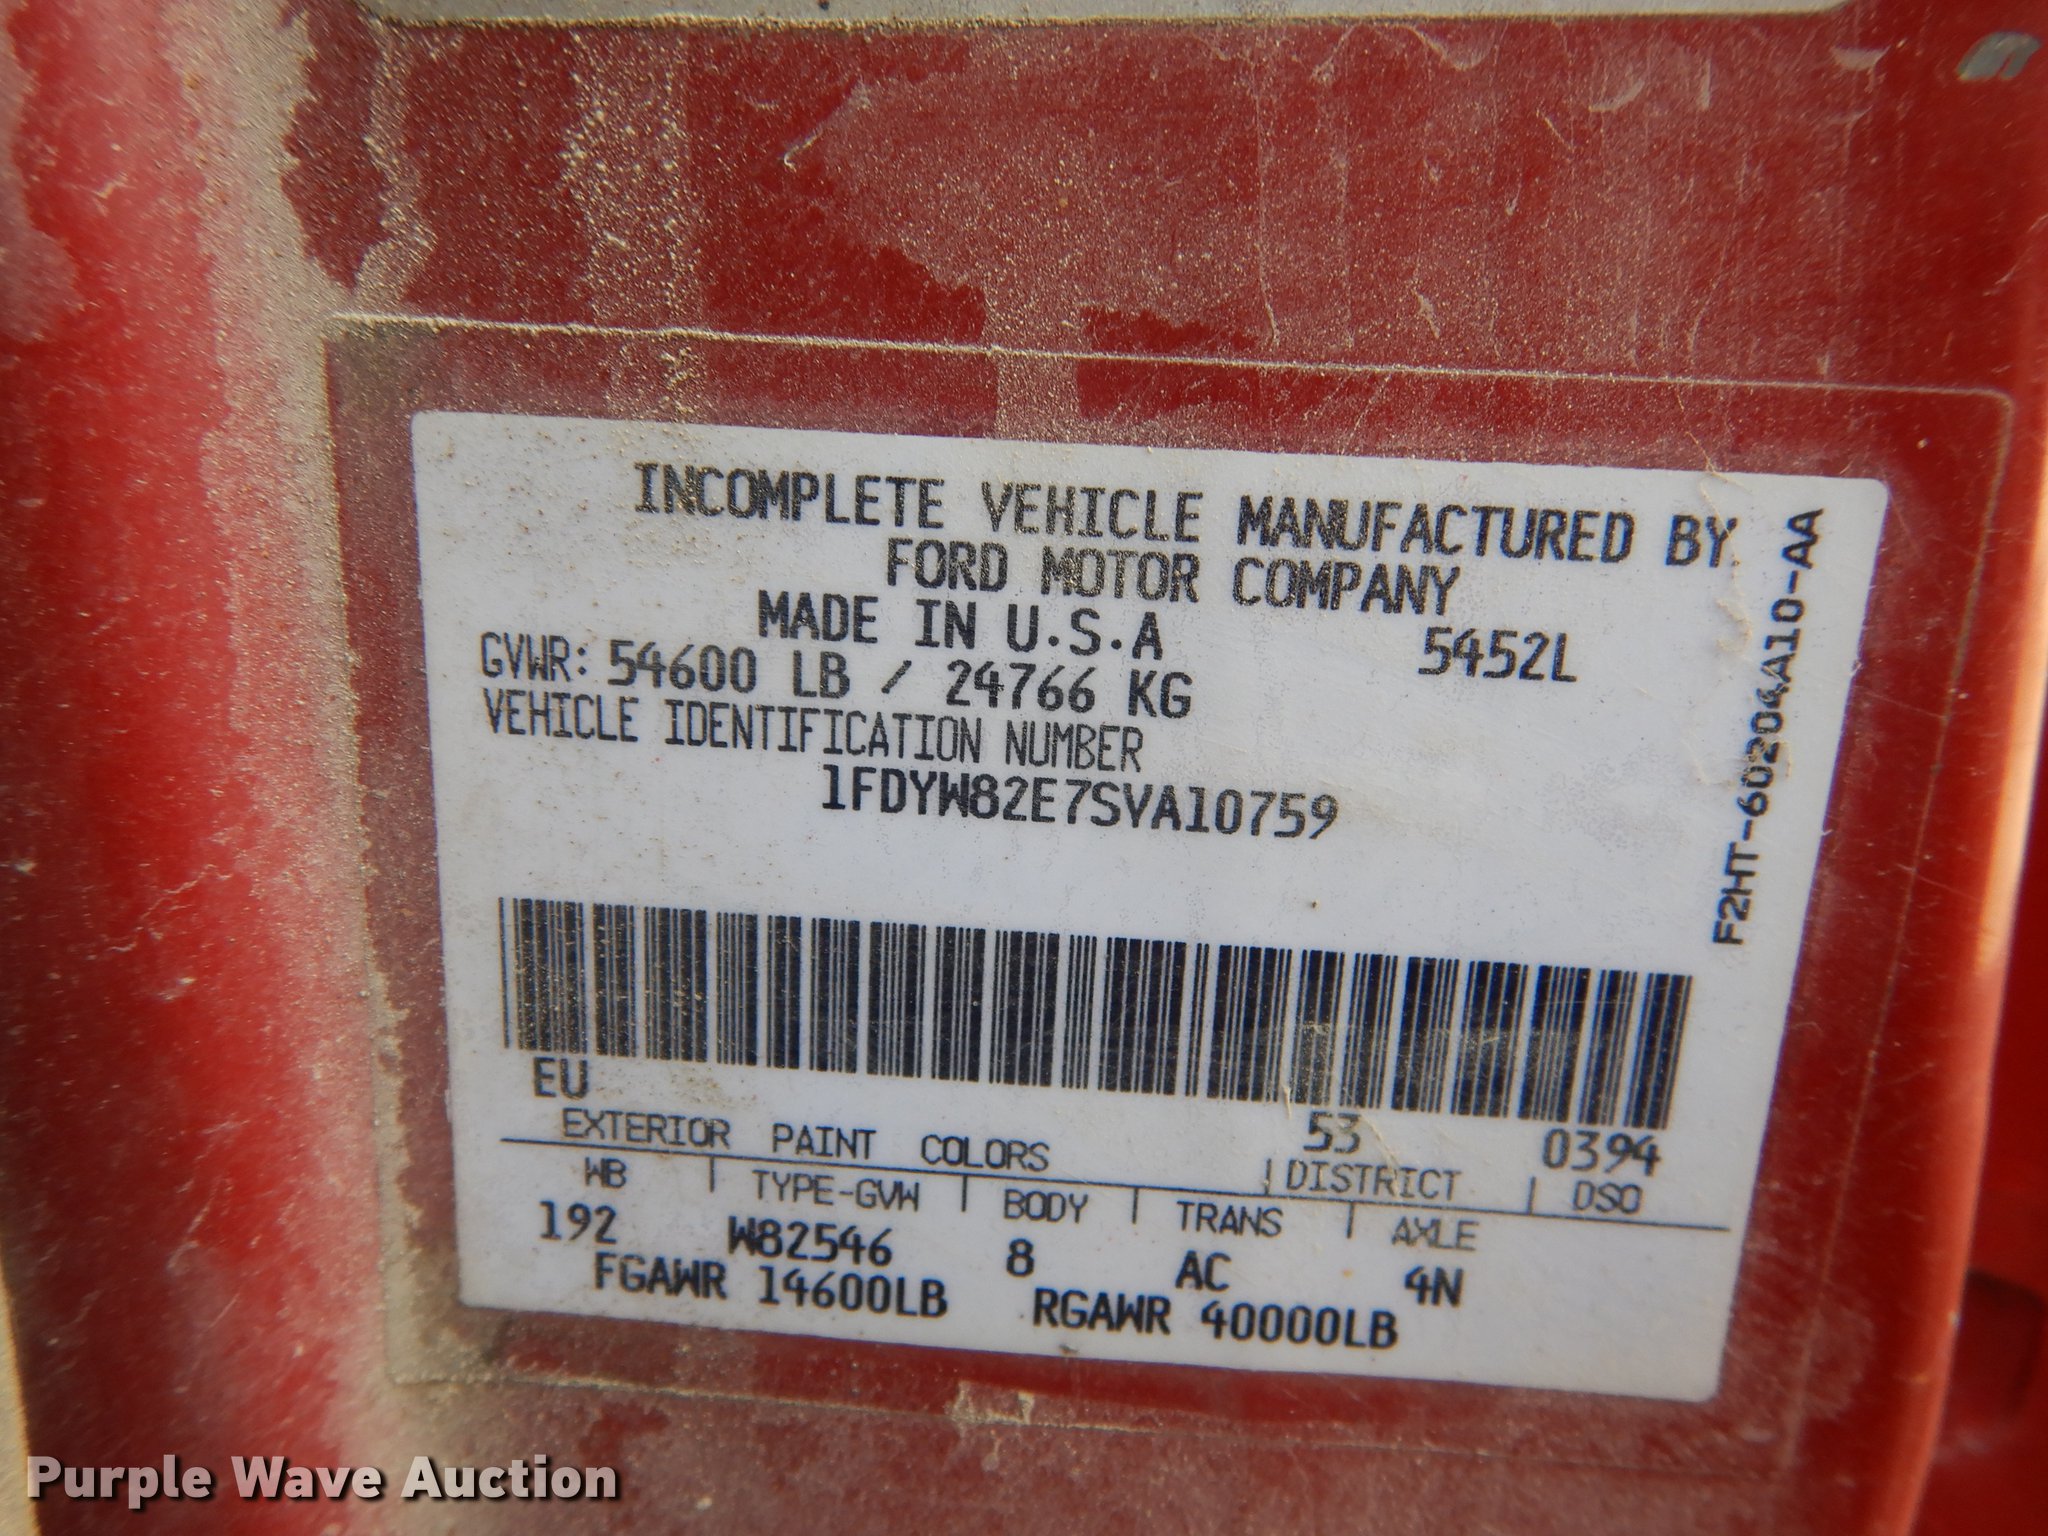 INCOMPLETE VEHICLE MANUFACTURED BY
FORD MOTOR COMPANY
MADE IN U.S.A 5452L
GVWR: 54600 LB / 24766 KG
VEHICLE IDENTIFICATION NUMBER
1FDYW82E7SVA10759
F2HT-60204A10-AA
EU 53 0394
EXTERIOR PAINT COLORS DISTRICT DSO
WB TYPE-GVW BODY TRANS AXLE
192 W82546 8 AC 4N
FGAWR 14600LB RGAWR 40000LB
Purple Wave Auction